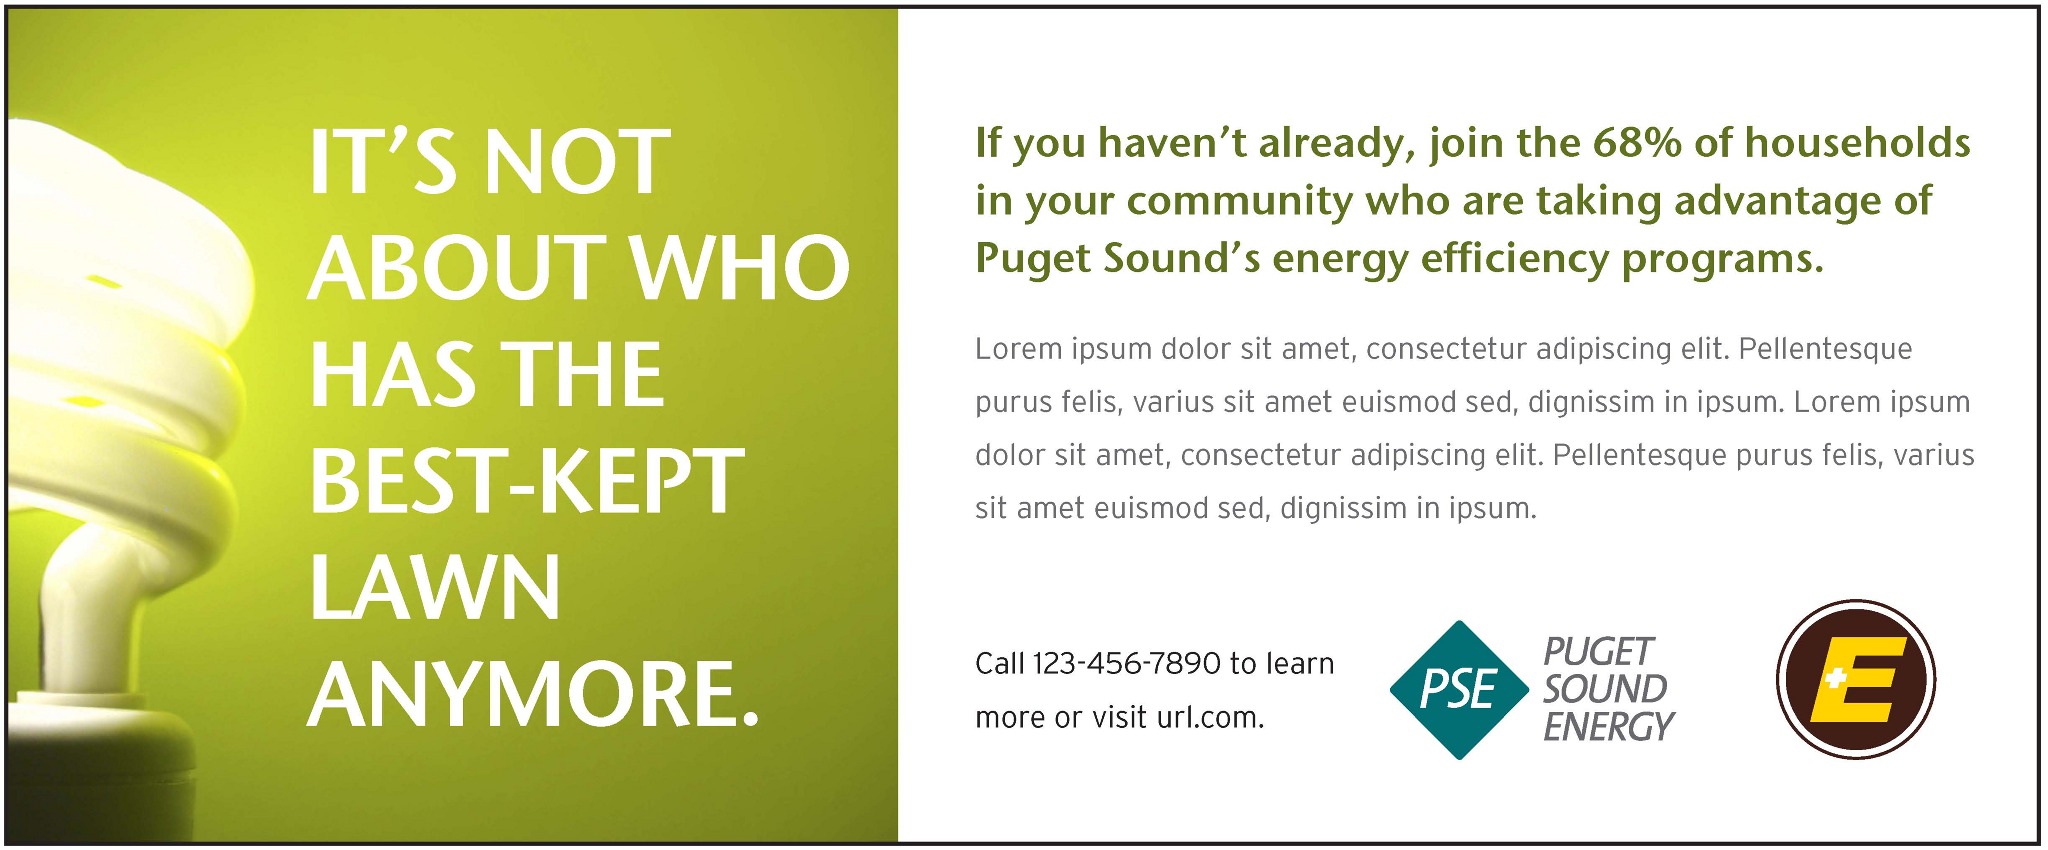 IT’S NOT
ABOUT WHO
HAS THE
BEST-KEPT
LAWN
ANYMORE.
If you haven’t already, join the 68% of households
in your community who are taking advantage of
Puget Sound’s energy efficiency programs.
Lorem ipsum dolor sit amet, consectetur adipiscing elit. Pellentesque
purus felis, varius sit amet euismod sed, dignissim in ipsum. Lorem ipsum
dolor sit amet, consectetur adipiscing elit. Pellentesque purus felis, varius
sit amet euismod sed, dignissim in ipsum.
Call 123-456-7890 to learn
more or visit url.com.
PSE
PUGET
SOUND
ENERGY
E